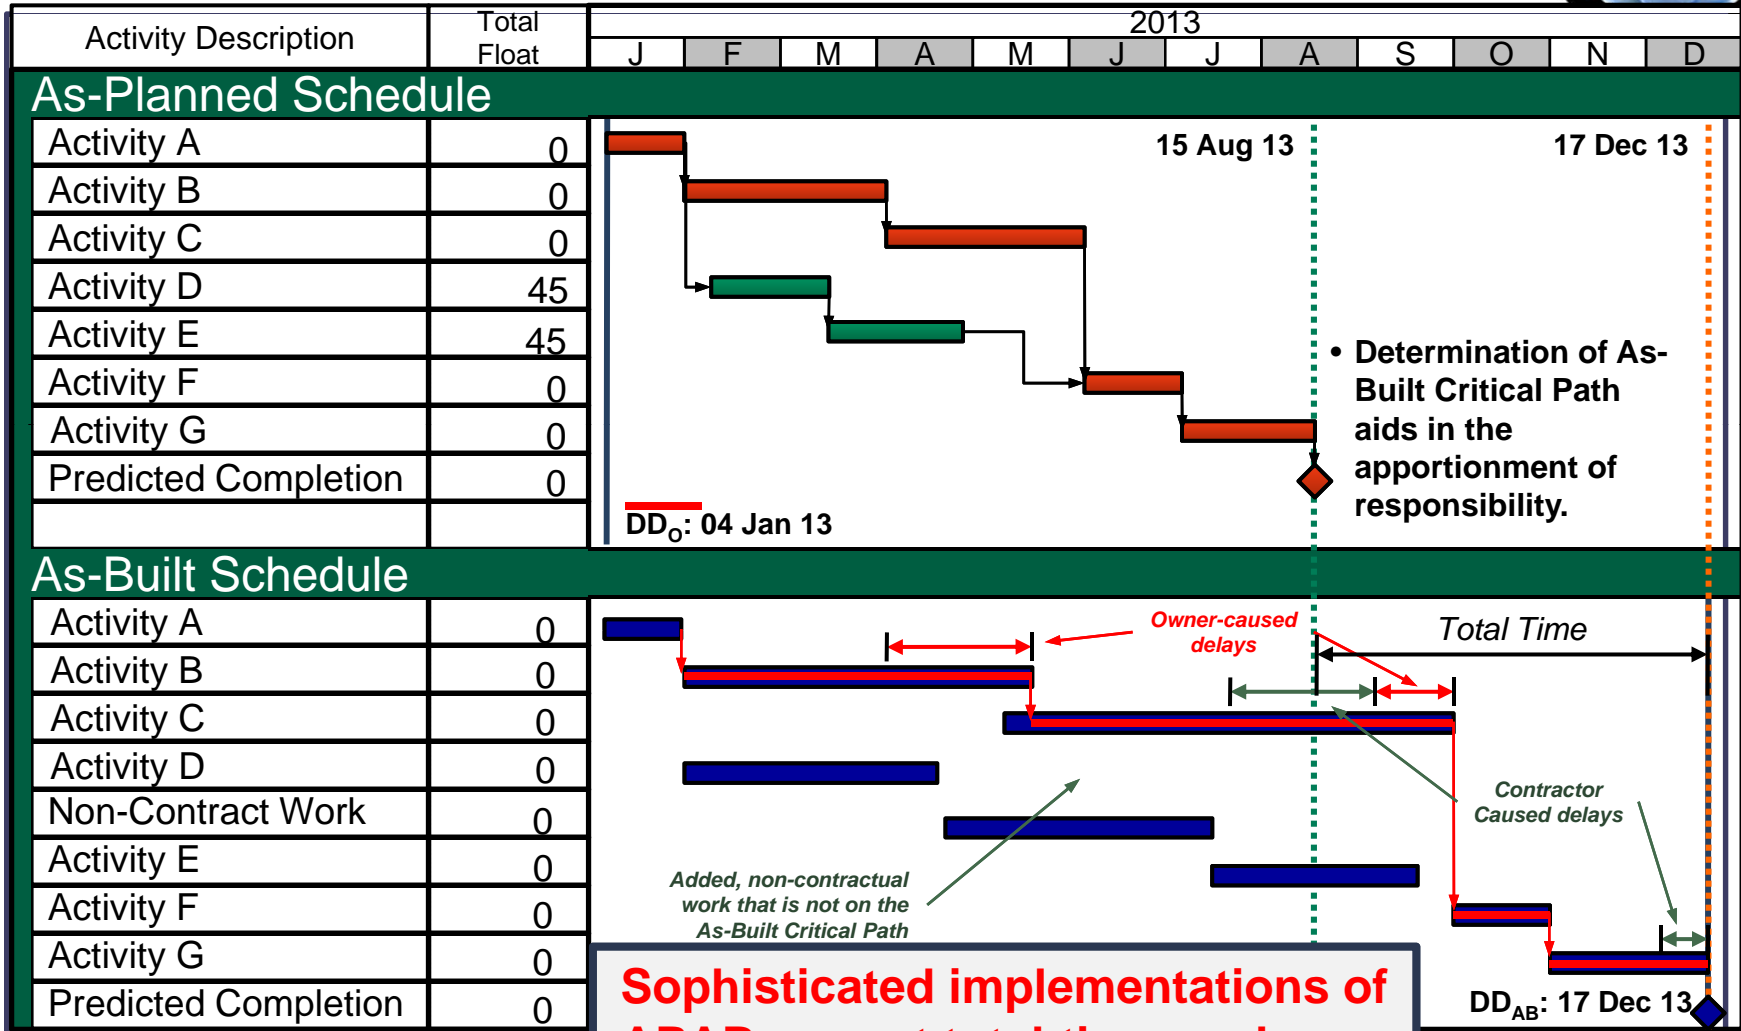 Activity Description Total Float 2013
J F M A M J J A S O N D
As-Planned Schedule
Activity A 0 15 Aug 13 17 Dec 13
Activity B 0
Activity C 0
Activity D 45
Activity E 45
Activity F 0
Activity G 0
Predicted Completion 0
• Determination of As-
Built Critical Path
aids in the
apportionment of
responsibility.
DDO: 04 Jan 13
As-Built Schedule
Activity A 0
Activity B 0
Activity C 0
Activity D 0
Non-Contract Work 0
Activity E 0
Activity F 0
Activity G 0
Predicted Completion 0
Owner-caused
delays
Total Time
Contractor
Caused delays
Added, non-contractual
work that is not on the
As-Built Critical Path
Sophisticated implementations of
DDAB: 17 Dec 13